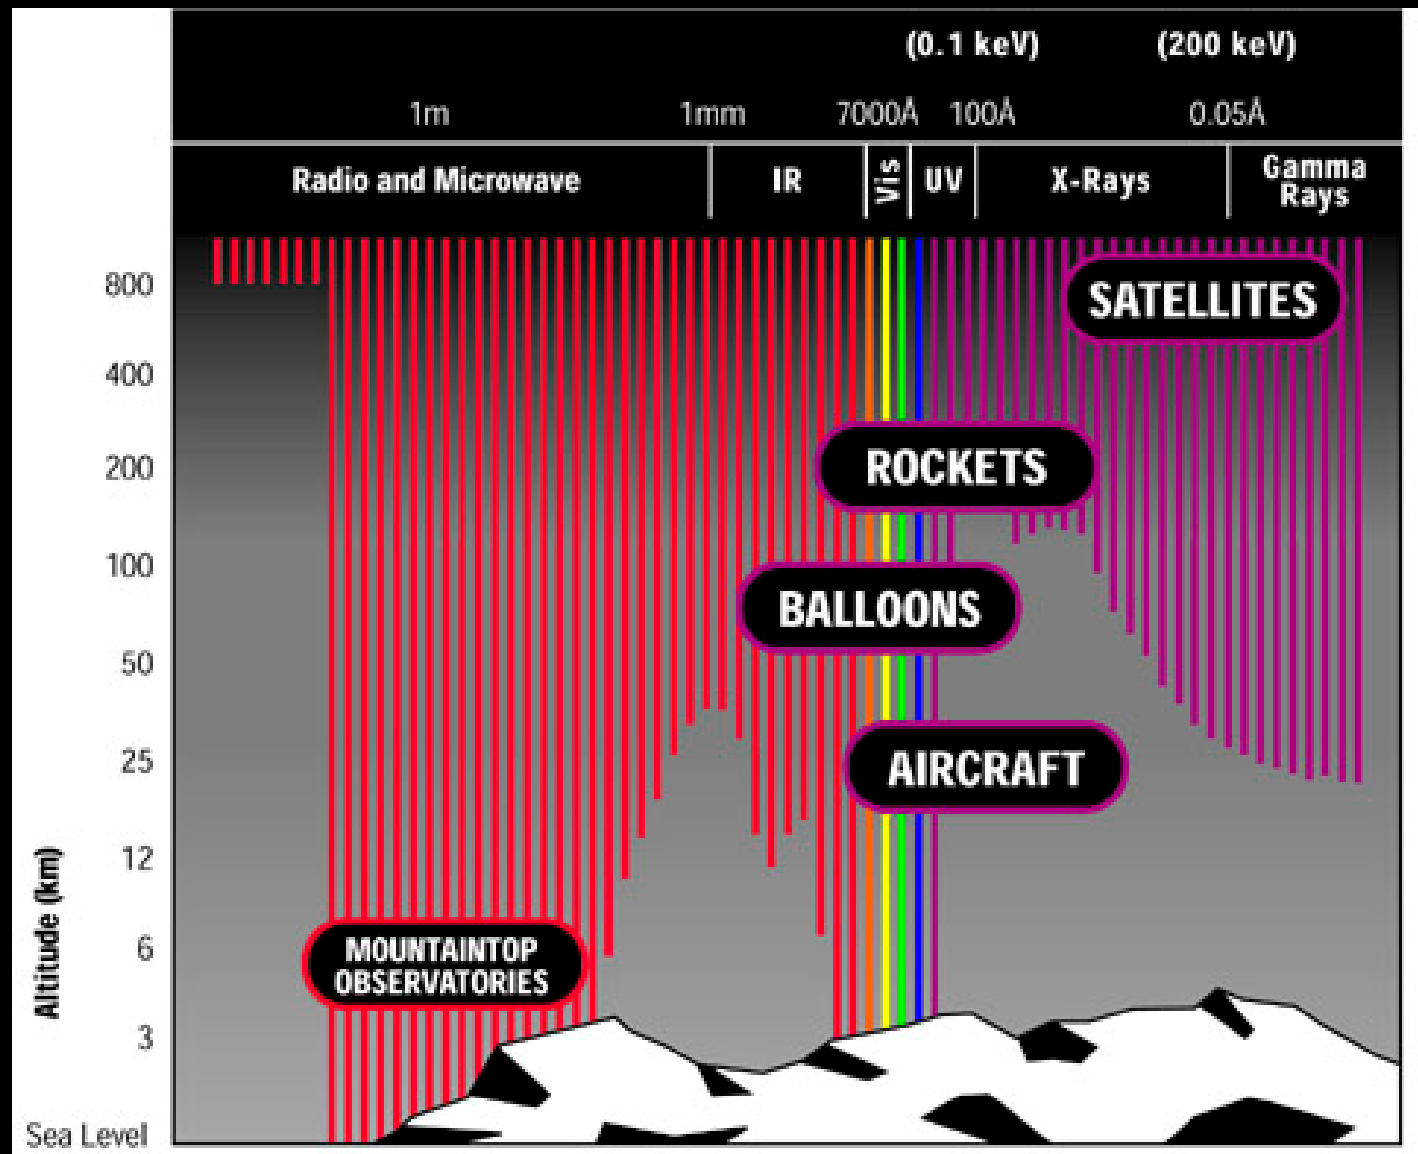 (0.1 keV) (200 keV)
1m 1mm 7000Å 100Å 0.05Å
Radio and Microwave IR Vis UV X-Rays Gamma Rays
800
SATELLITES
400
200
ROCKETS
100
BALLOONS
50
25
AIRCRAFT
12
6
MOUNTAINTOP
OBSERVATORIES
3
Sea Level
Altitude (km)